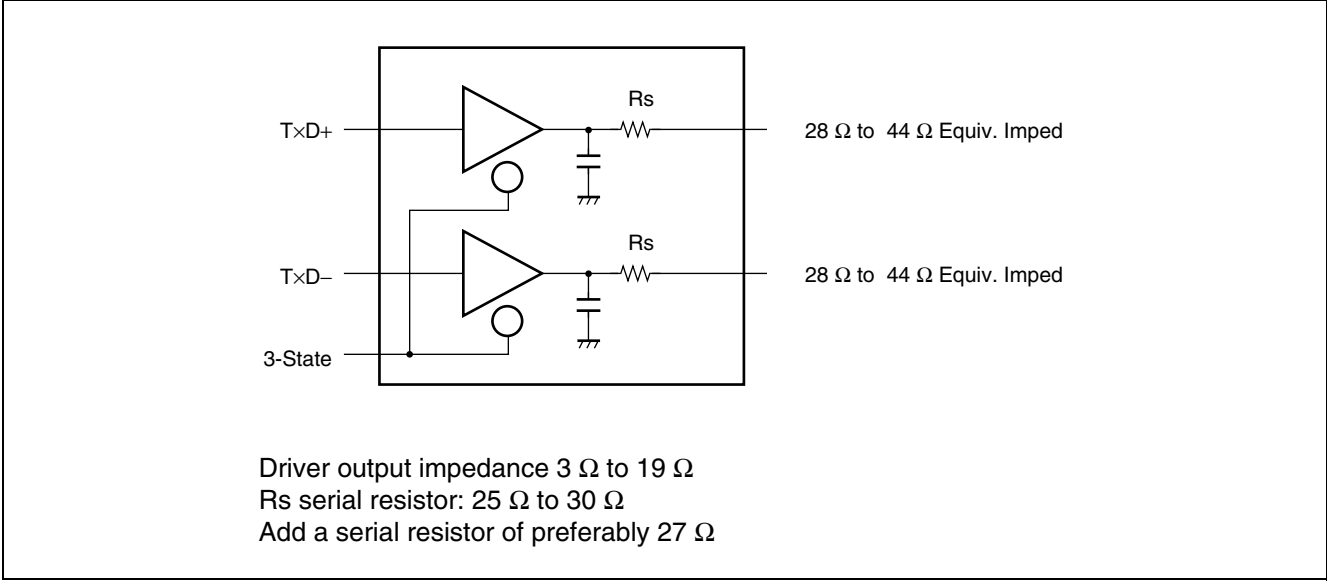 Rs
T×D+
28 Ω to 44 Ω Equiv. Imped
Rs
T×D−
28 Ω to 44 Ω Equiv. Imped
3-State
Driver output impedance 3 Ω to 19 Ω
Rs serial resistor: 25 Ω to 30 Ω
Add a serial resistor of preferably 27 Ω